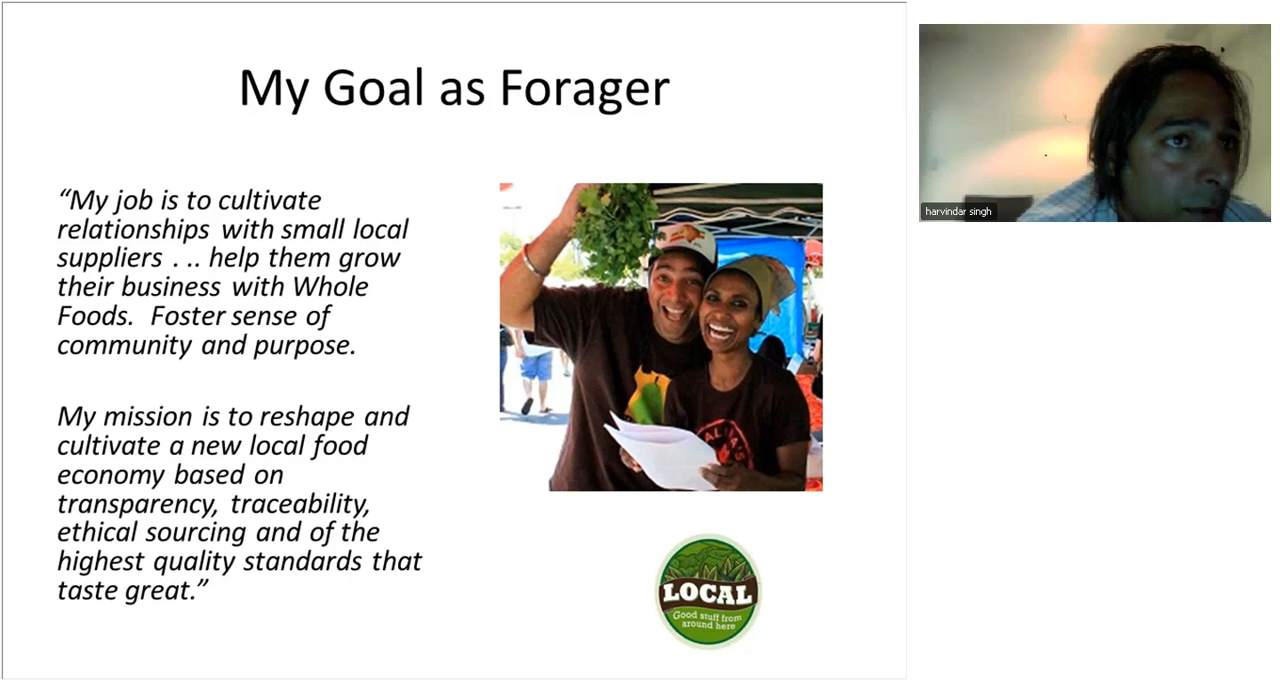 My Goal as Forager
“My job is to cultivate
relationships with small local
suppliers . .. help them grow
their business with Whole
Foods.  Foster sense of
community and purpose.
My mission is to reshape and
cultivate a new local food
economy based on
transparency, traceability,
ethical sourcing and of the
highest quality standards that
taste great.”
LOCAL
Good stuff from
around here
harvindar singh